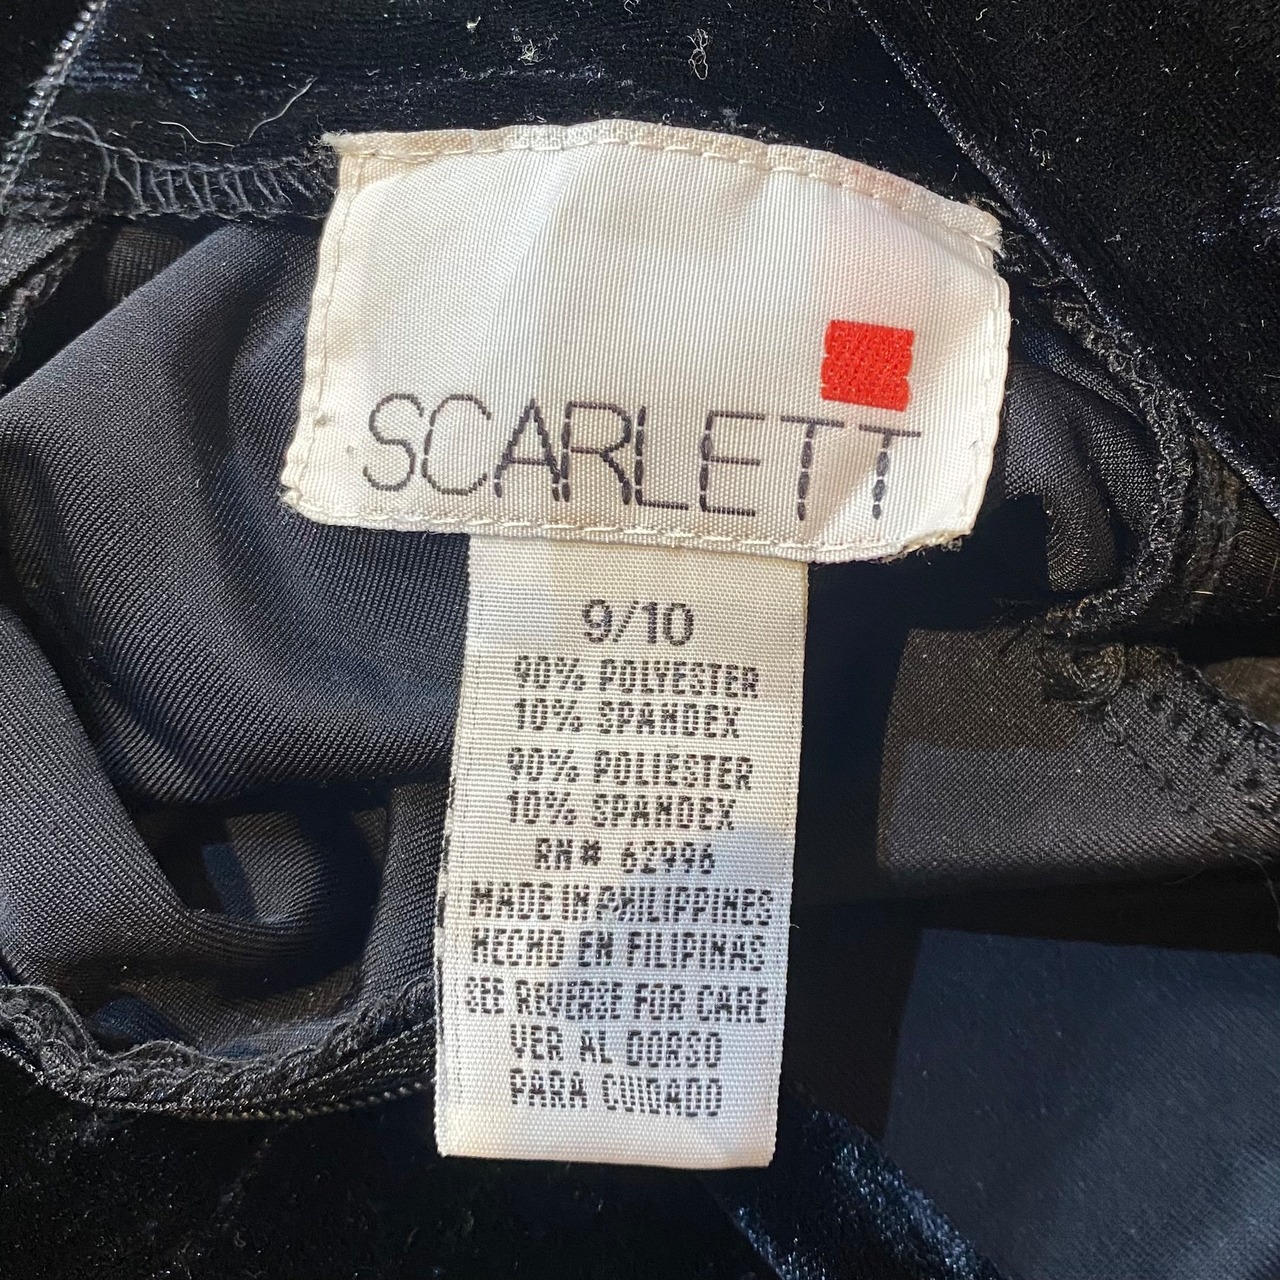 SCARLETT
9/10
90% POLYESTER
10% SPANDEX
90% POLIÉSTER
10% SPANDEX
RN# 62996
MADE IN PHILIPPINES
HECHO EN FILIPINAS
SEE REVERSE FOR CARE
VER AL DORSO
PARA CUIDADO